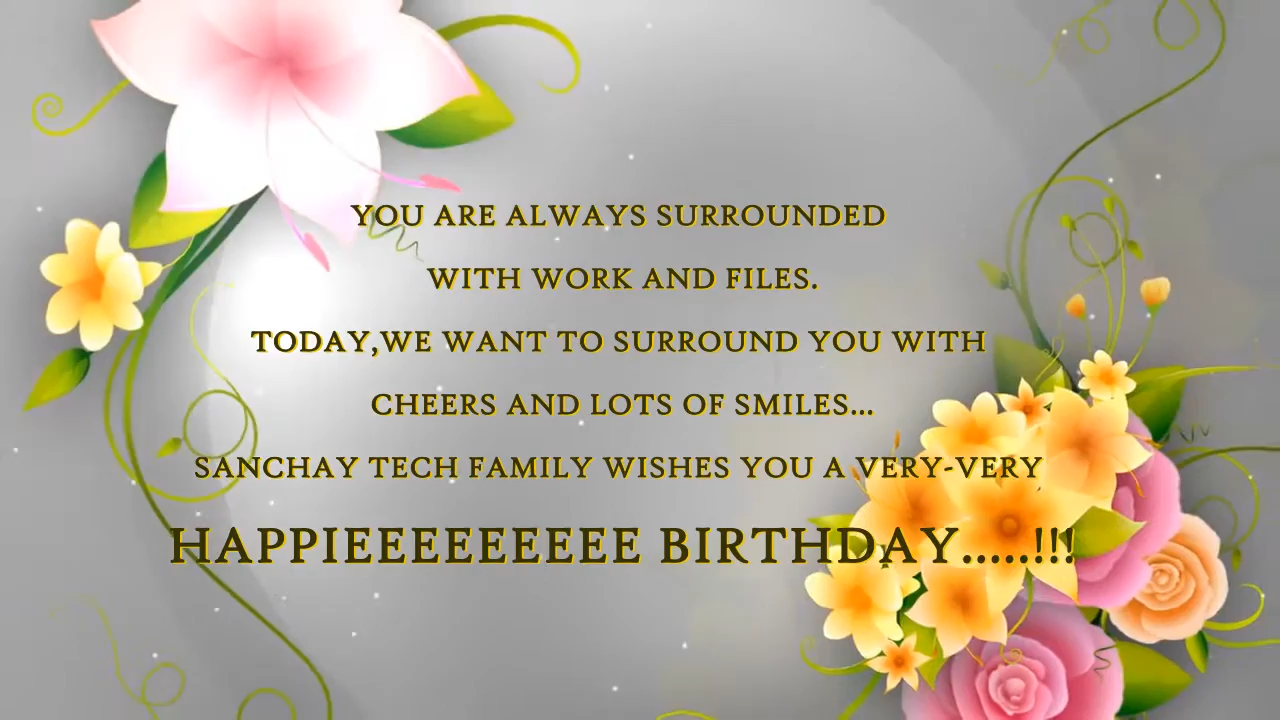 YOU ARE ALWAYS SURROUNDED
WITH WORK AND FILES.
TODAY,WE WANT TO SURROUND YOU WITH
CHEERS AND LOTS OF SMILES...
SANCHAY TECH FAMILY WISHES YOU A VERY-VERY
HAPPIEEEEEEEEEE BIRTHDAY.....!!!